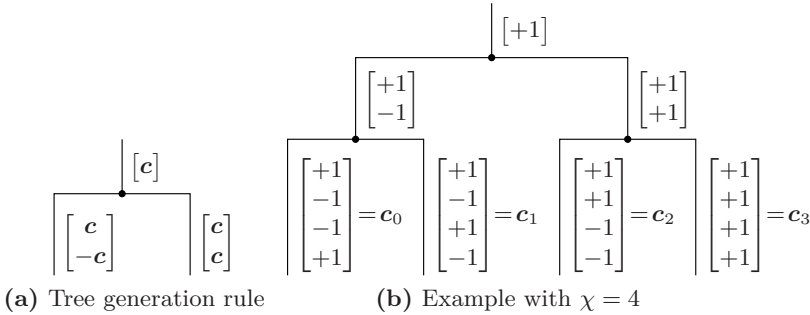 [+1]
[+1 −1] [+1 +1]
[c]
[c −c] [c c]
[+1 −1 −1 +1] = c₀ [+1 −1 +1 −1] = c₁ [+1 +1 −1 −1] = c₂ [+1 +1 +1 +1] = c₃
(a) Tree generation rule (b) Example with χ = 4